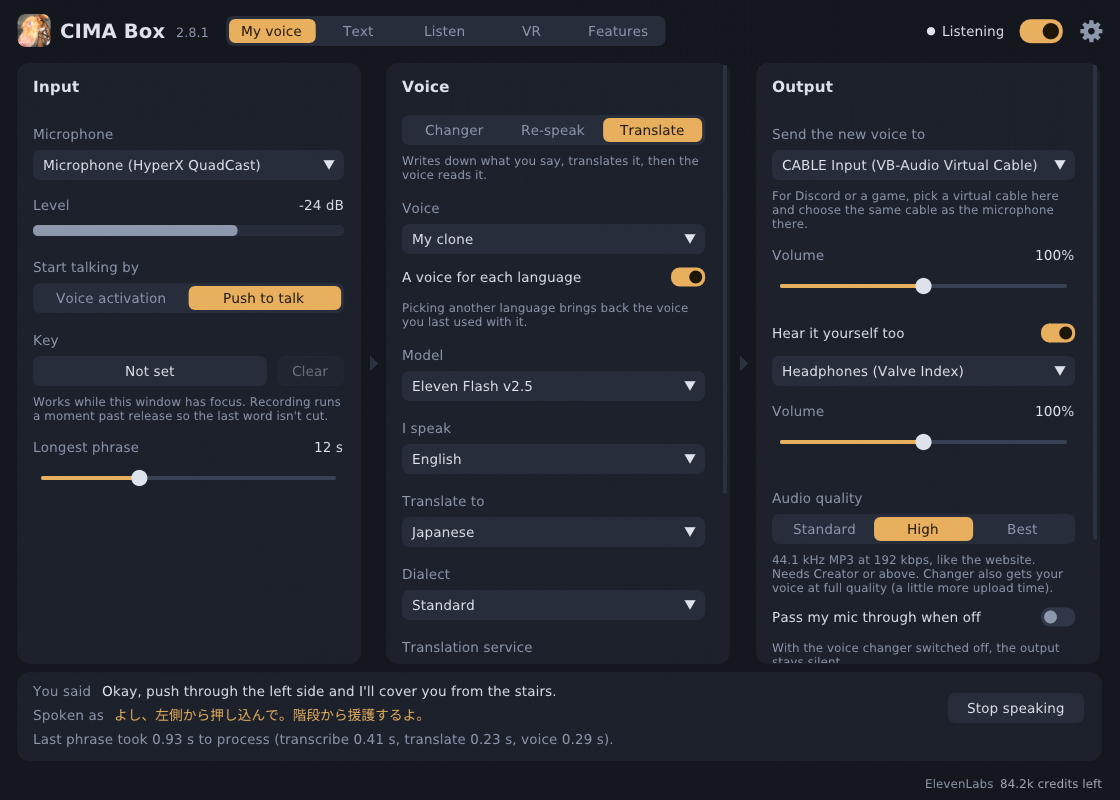 CIMA Box 2.8.1
My voice Text Listen VR Features
Listening
Input
Microphone
Microphone (HyperX QuadCast)
Level -24 dB
Start talking by
Voice activation Push to talk
Key
Not set Clear
Works while this window has focus. Recording runs
a moment past release so the last word isn't cut.
Longest phrase 12 s
Voice
Changer Re-speak Translate
Writes down what you say, translates it, then the
voice reads it.
Voice
My clone
A voice for each language
Picking another language brings back the voice
you last used with it.
Model
Eleven Flash v2.5
I speak
English
Translate to
Japanese
Dialect
Standard
Translation service
Output
Send the new voice to
CABLE Input (VB-Audio Virtual Cable)
For Discord or a game, pick a virtual cable here
and choose the same cable as the microphone
there.
Volume 100%
Hear it yourself too
Headphones (Valve Index)
Volume 100%
Audio quality
Standard High Best
44.1 kHz MP3 at 192 kbps, like the website.
Needs Creator or above. Changer also gets your
voice at full quality (a little more upload time).
Pass my mic through when off
With the voice changer switched off, the output
stays silent.
You said Okay, push through the left side and I'll cover you from the stairs.
Spoken as よし、左側から押し込んで。階段から援護するよ。
Last phrase took 0.93 s to process (transcribe 0.41 s, translate 0.23 s, voice 0.29 s).
Stop speaking
ElevenLabs 84.2k credits left